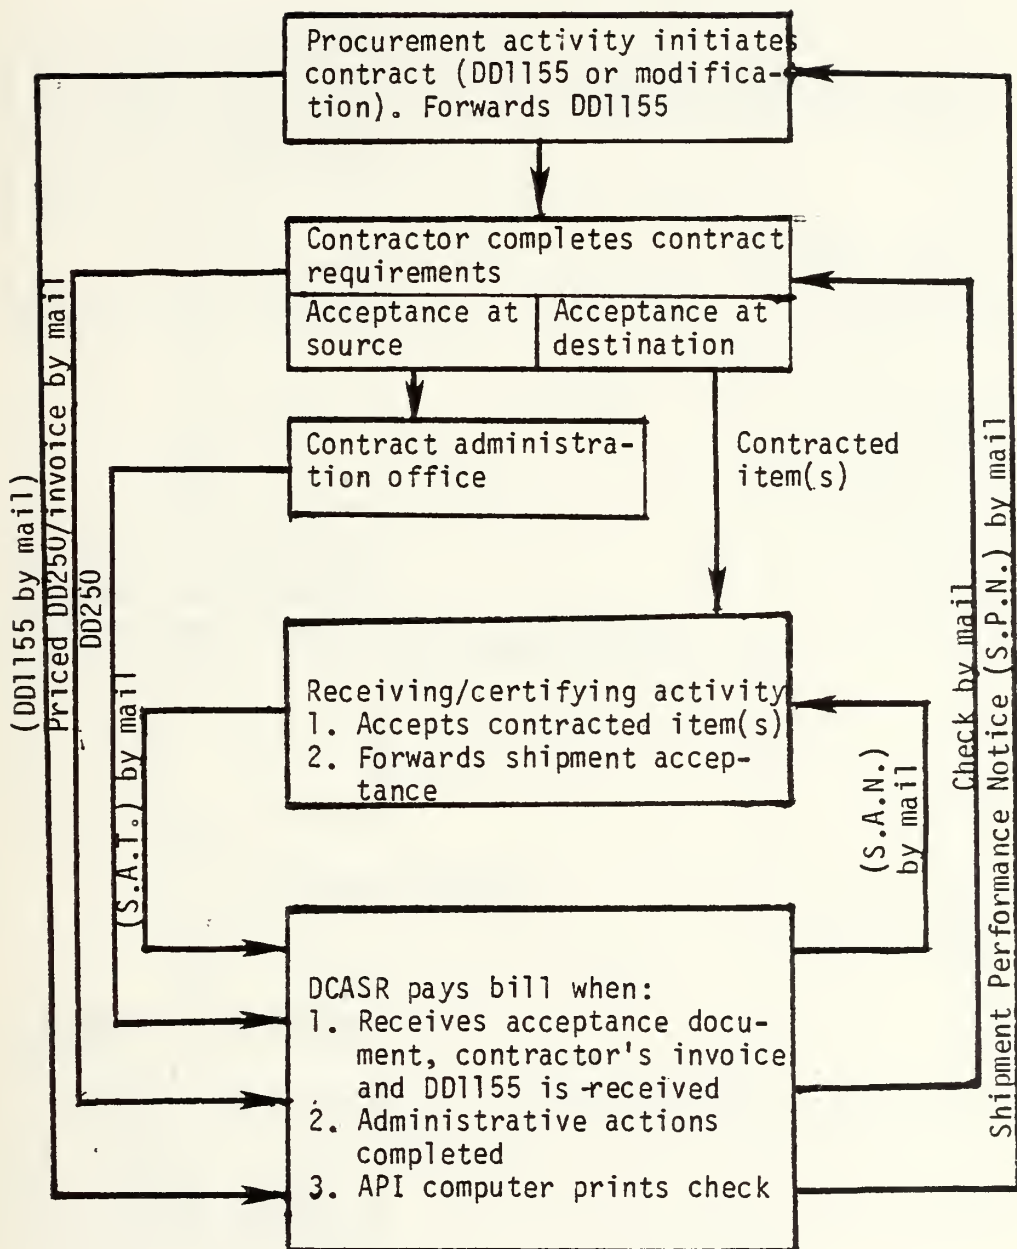 Procurement activity initiates
contract (DD1155 or modifica-
tion). Forwards DD1155
Contractor completes contract
requirements
Acceptance at
source
Acceptance at
destination
Contract administra-
tion office
Contracted
item(s)
Receiving/certifying activity
1. Accepts contracted item(s)
2. Forwards shipment accep-
tance
DCASR pays bill when:
1. Receives acceptance docu-
ment, contractor's invoice
and DD1155 is received
2. Administrative actions
completed
3. API computer prints check
(DD1155 by mail)
Priced DD250/invoice by mail
DD250
(S.A.T.) by mail
(S.A.N.)
by mail
Check by mail
Shipment Performance Notice (S.P.N.) by mail